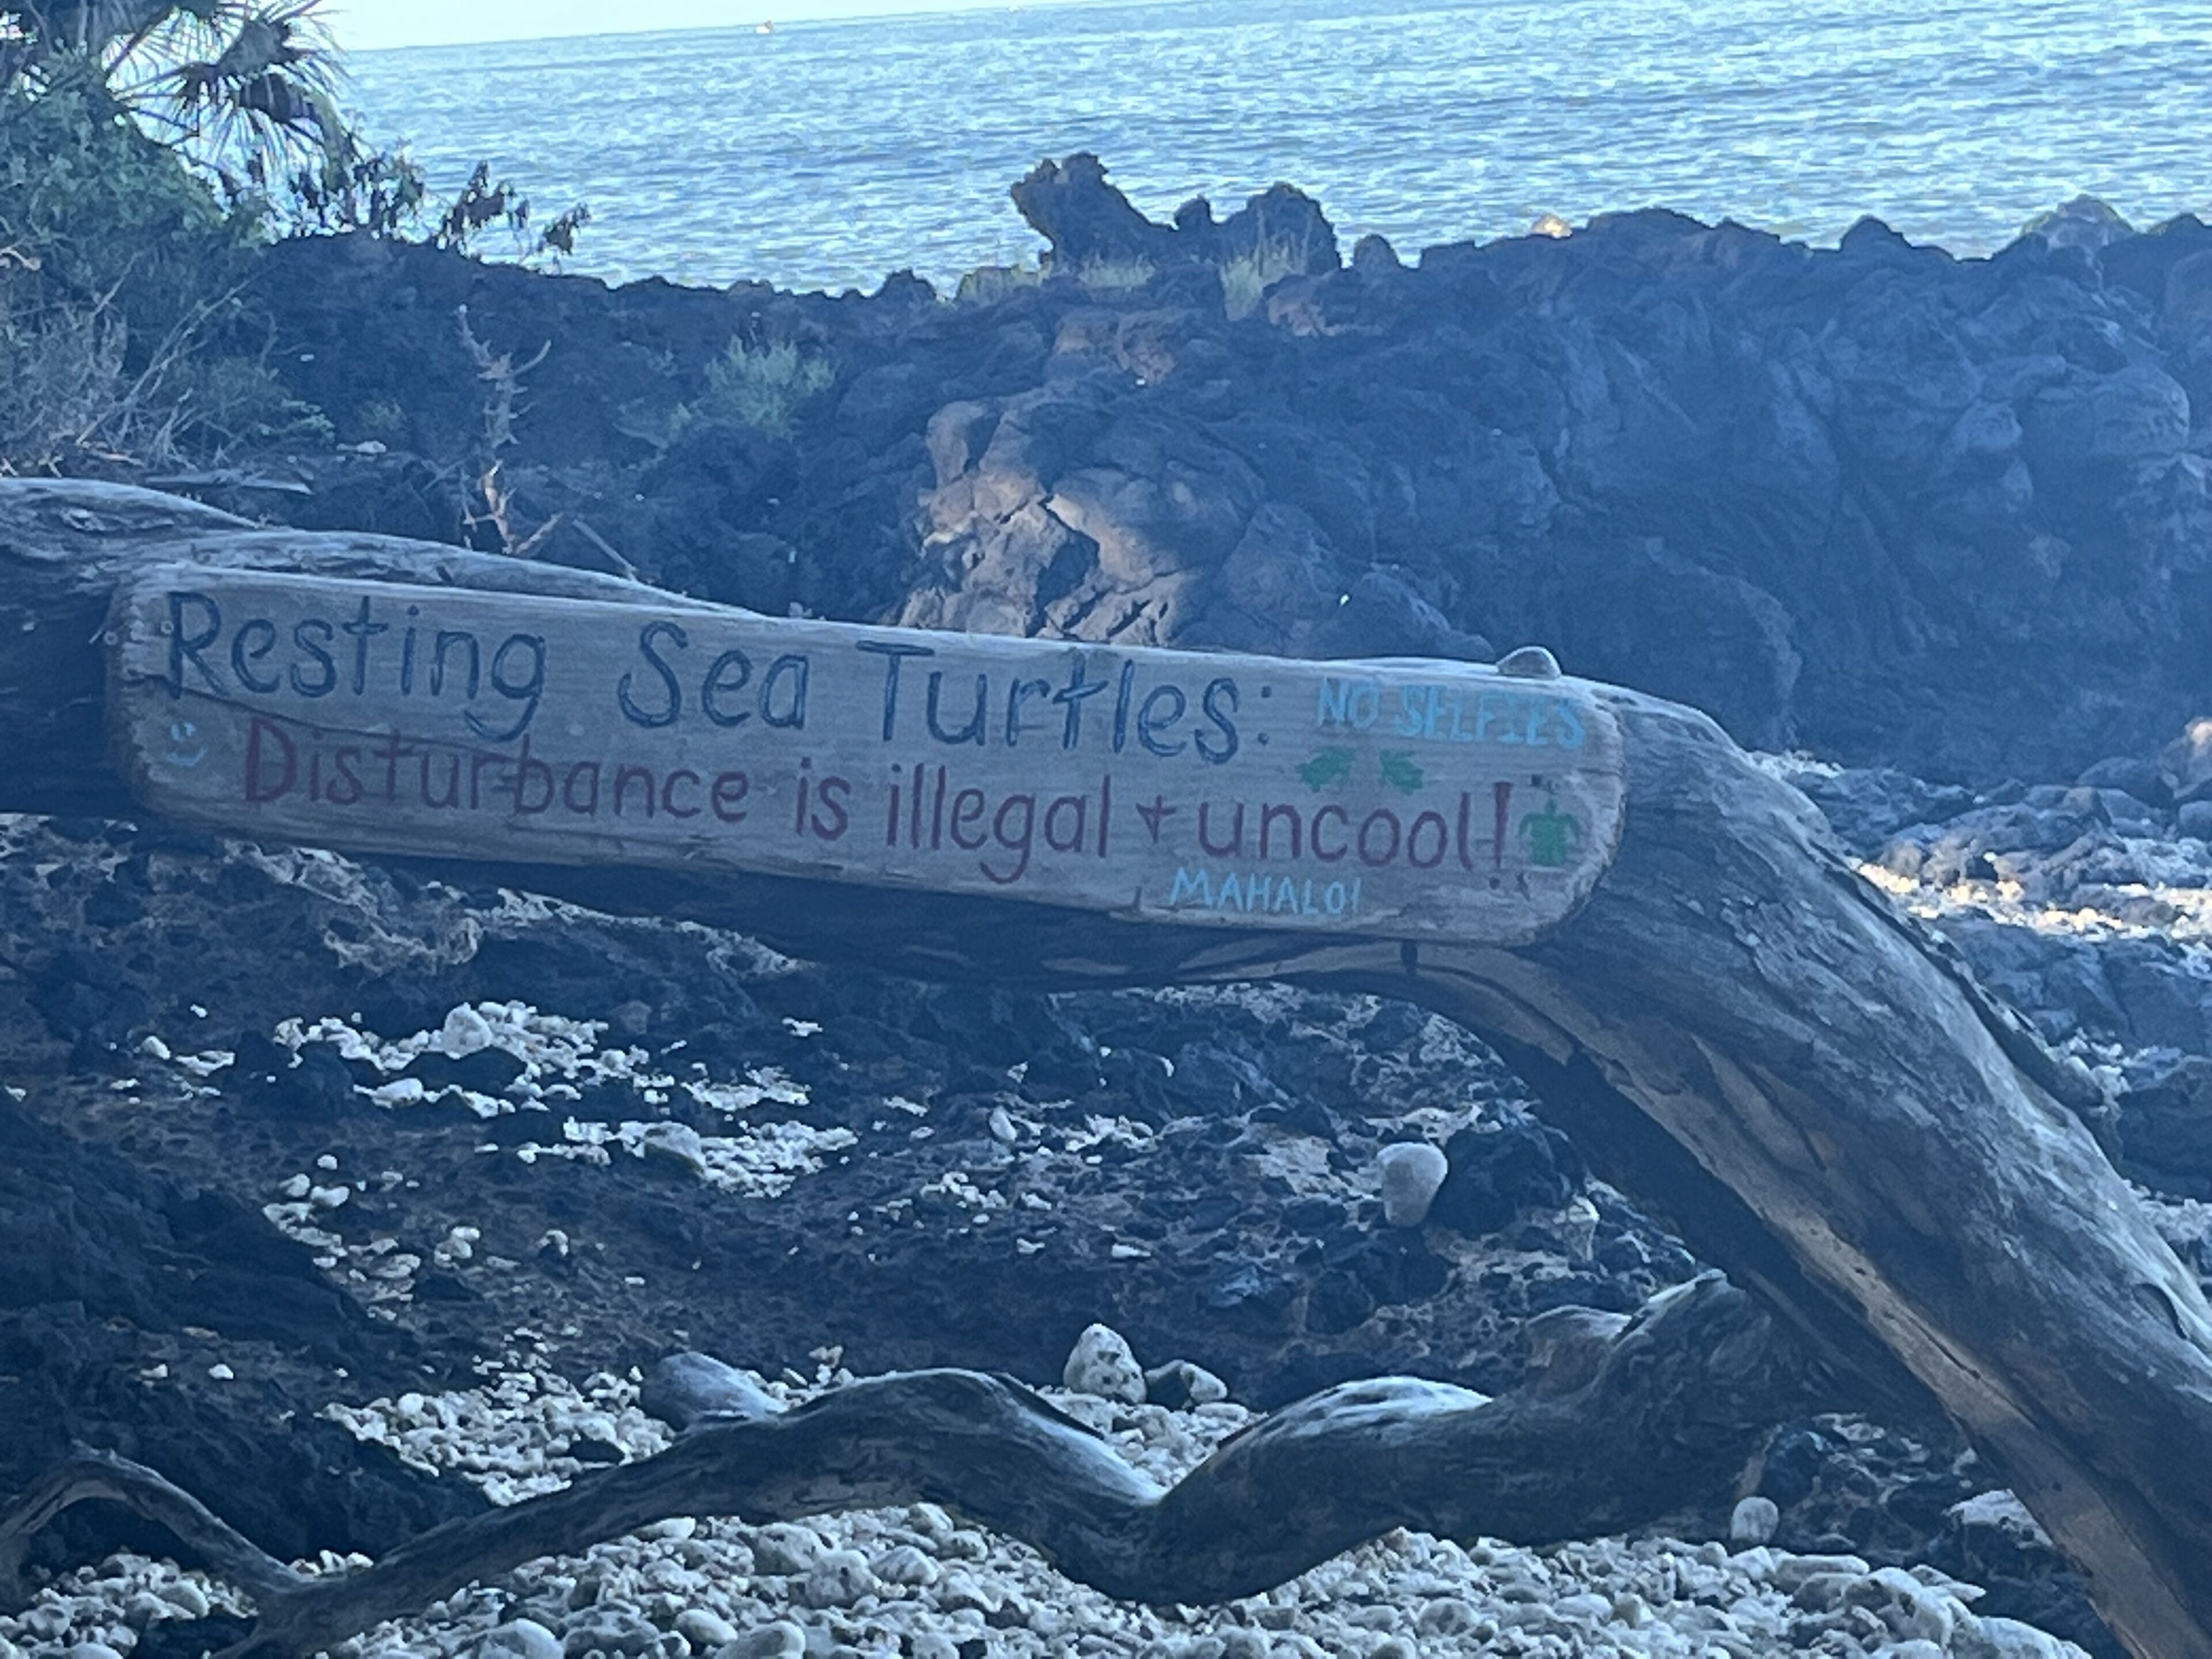 Resting Sea Turtles: NO SELFIES
Disturbance is illegal + uncool!
MAHALO!